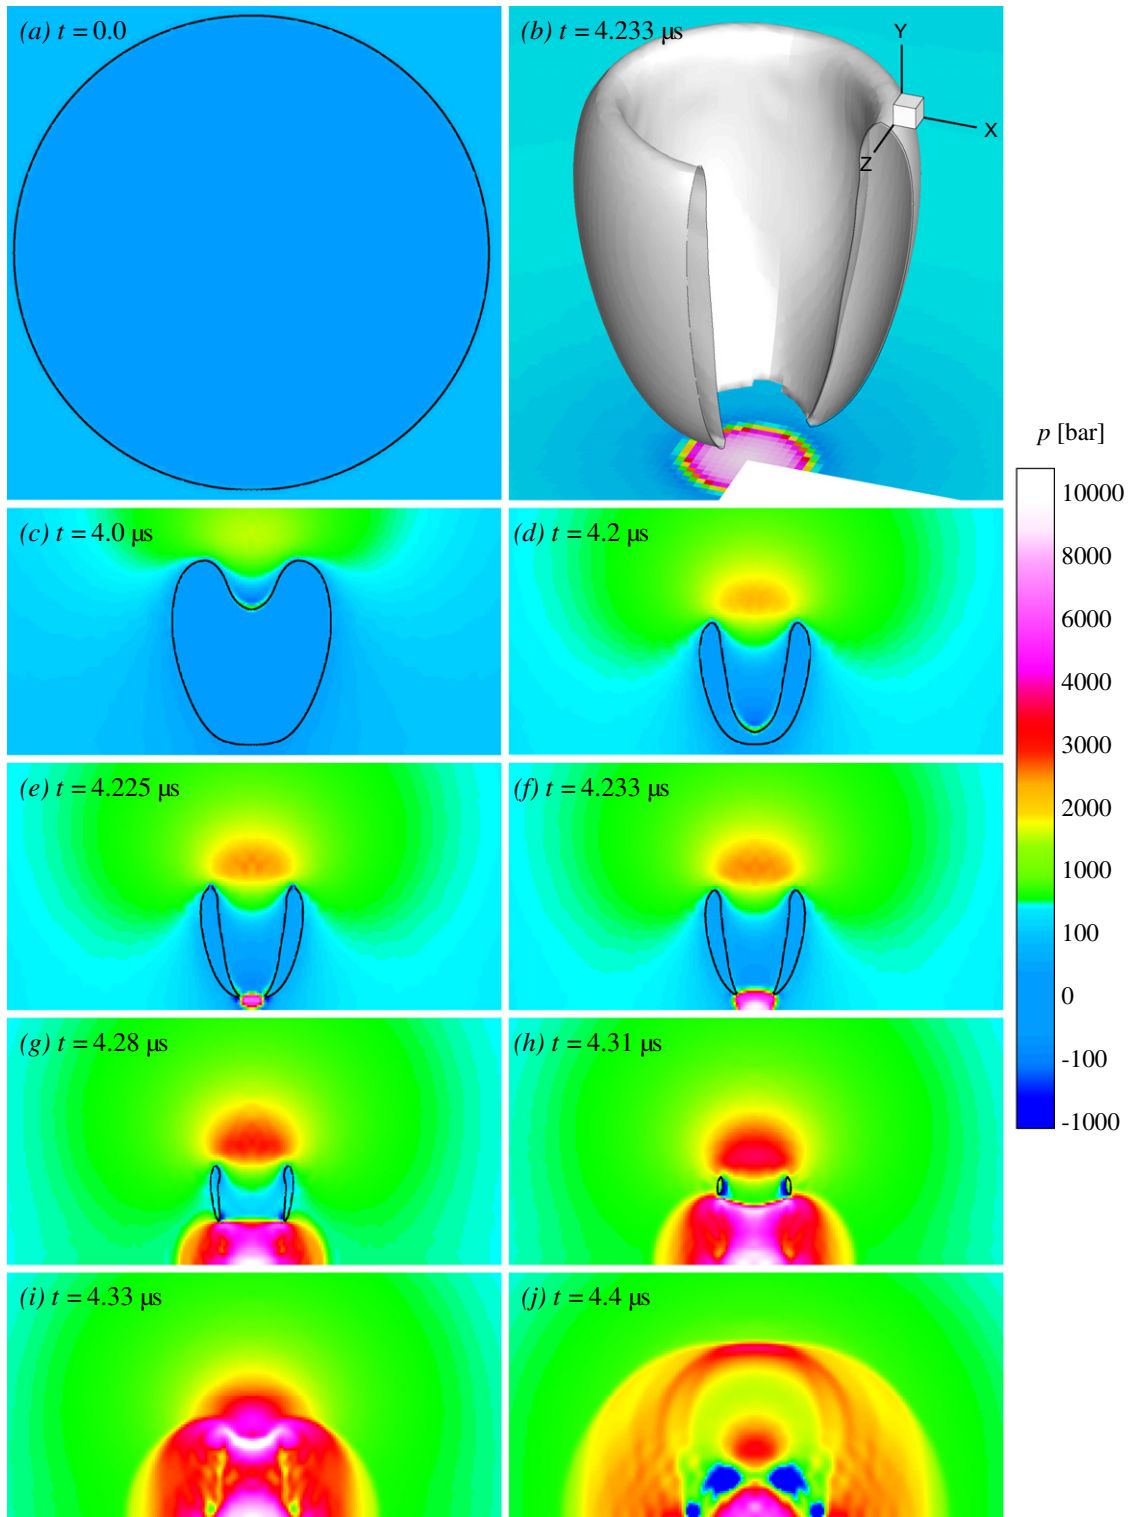 (a) t = 0.0
(b) t = 4.233 μs
Y
X
Z
p [bar]
10000
8000
6000
4000
3000
2000
1000
100
0
-100
-1000
(c) t = 4.0 μs
(d) t = 4.2 μs
(e) t = 4.225 μs
(f) t = 4.233 μs
(g) t = 4.28 μs
(h) t = 4.31 μs
(i) t = 4.33 μs
(j) t = 4.4 μs